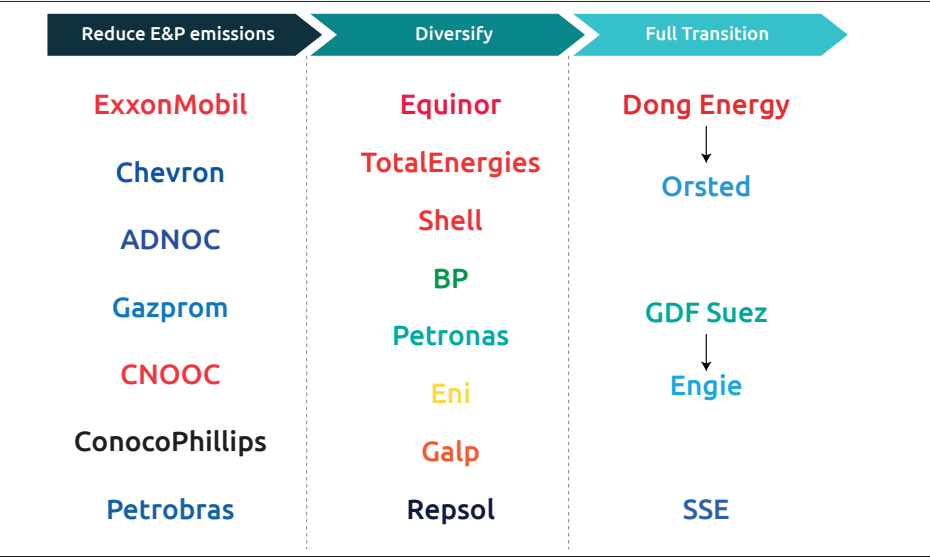 Reduce E&P emissions
Diversify
Full Transition
ExxonMobil
Chevron
ADNOC
Gazprom
CNOOC
ConocoPhillips
Petrobras
Equinor
TotalEnergies
Shell
BP
Petronas
Eni
Galp
Repsol
Dong Energy
Orsted
GDF Suez
Engie
SSE